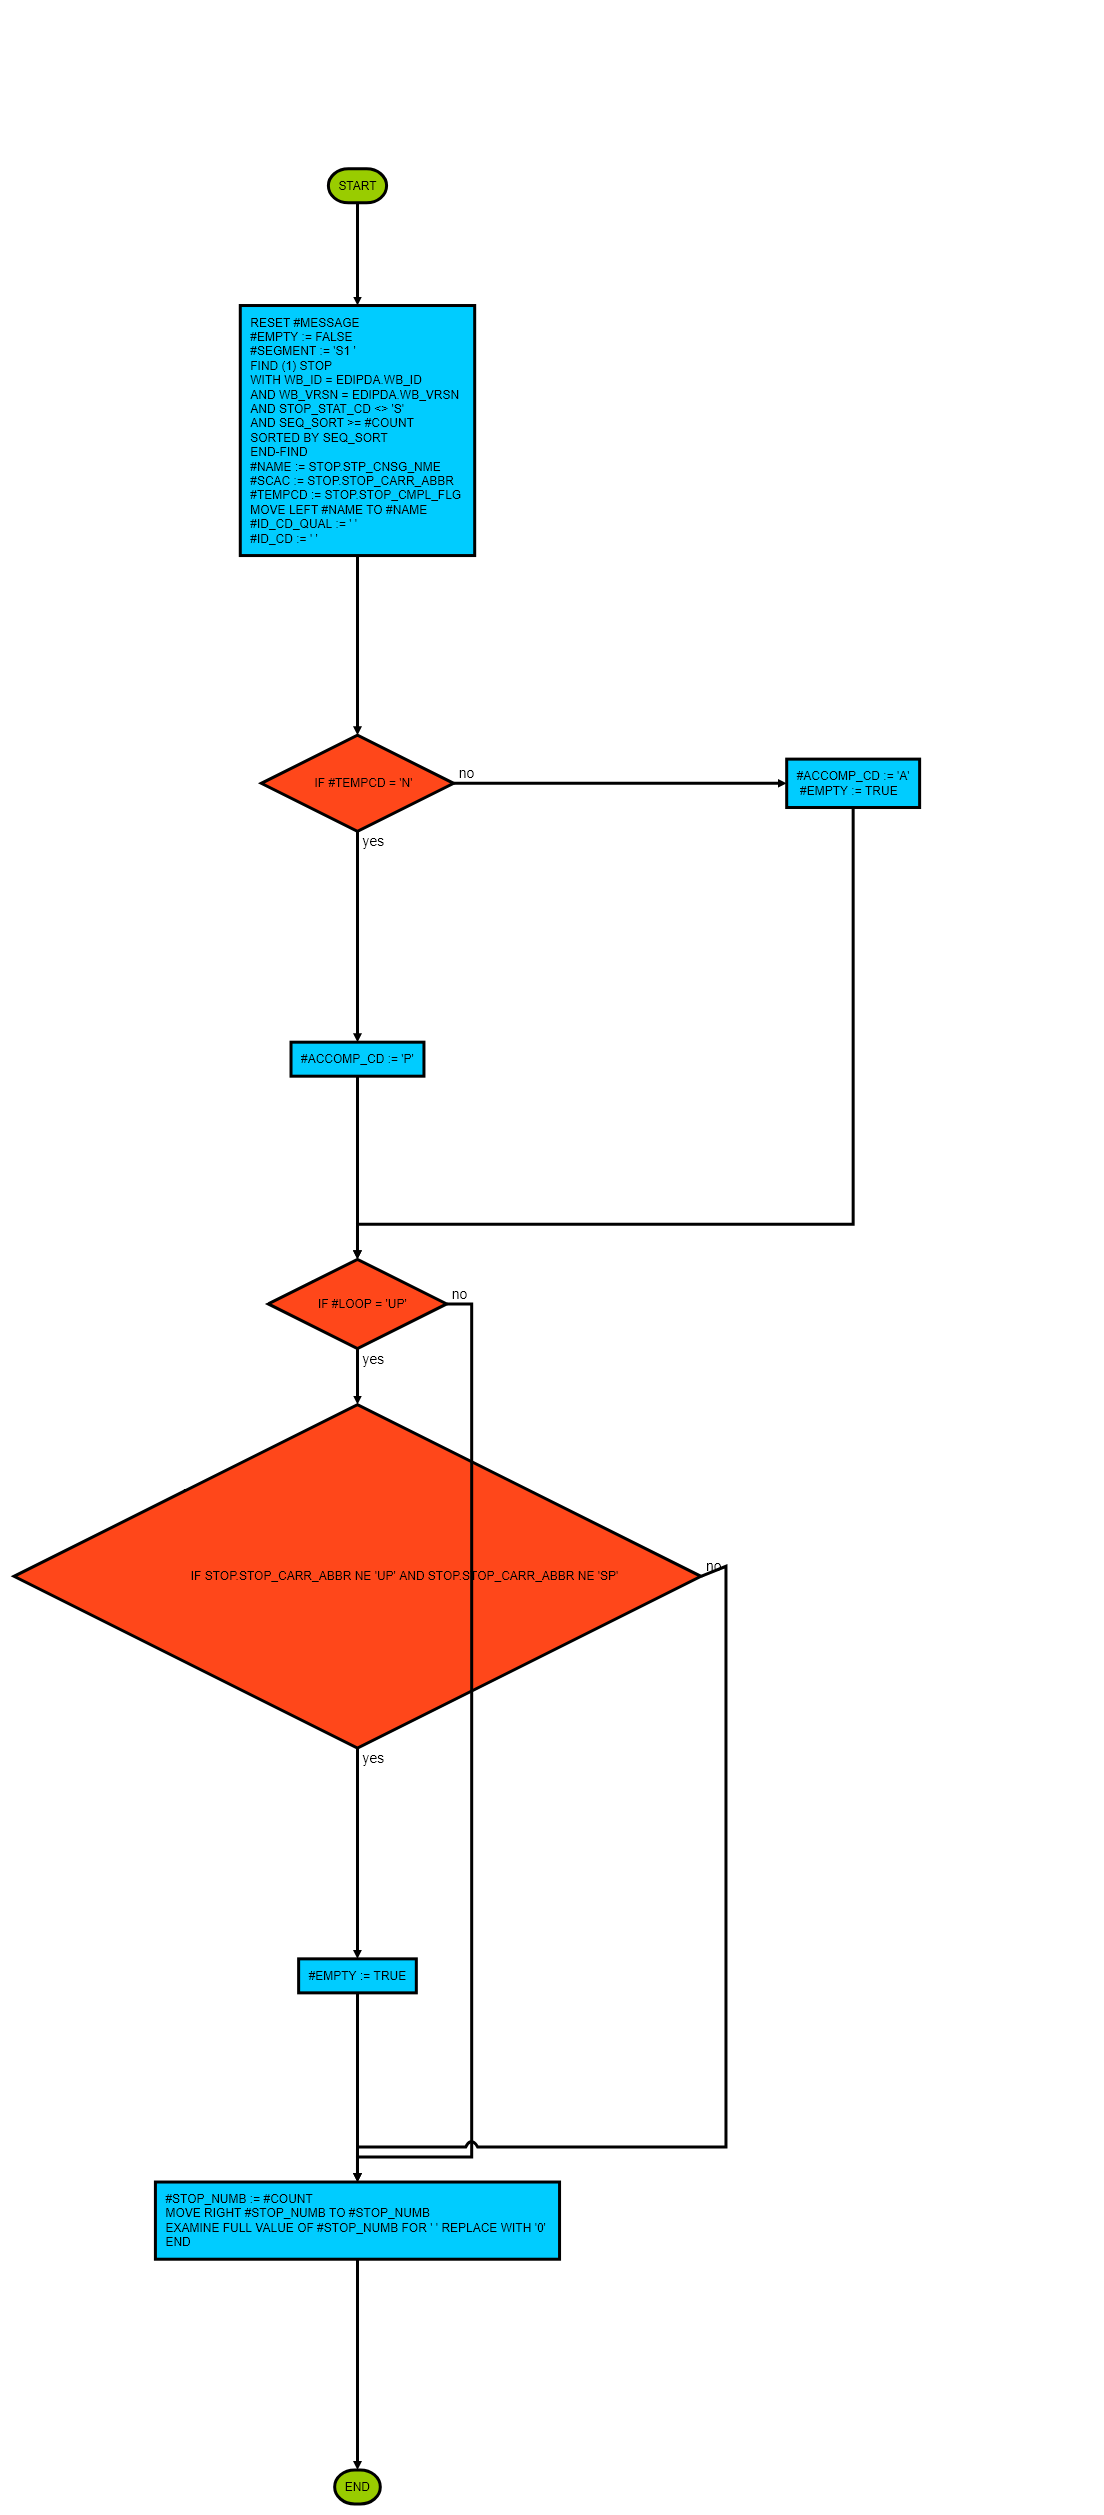 START
RESET #MESSAGE
#EMPTY := FALSE
#SEGMENT := 'S1 '
FIND (1) STOP
WITH WB_ID = EDIPDA.WB_ID
AND WB_VRSN = EDIPDA.WB_VRSN
AND STOP_STAT_CD <> 'S'
AND SEQ_SORT >= #COUNT
SORTED BY SEQ_SORT
END-FIND
#NAME := STOP.STP_CNSG_NME
#SCAC := STOP.STOP_CARR_ABBR
#TEMPCD := STOP.STOP_CMPL_FLG
MOVE LEFT #NAME TO #NAME
#ID_CD_QUAL := ' '
#ID_CD := ' '
IF #TEMPCD = 'N'
no
#ACCOMP_CD := 'A'
#EMPTY := TRUE
yes
#ACCOMP_CD := 'P'
IF #LOOP = 'UP'
no
yes
IF STOP.STOP_CARR_ABBR NE 'UP' AND STOP.STOP_CARR_ABBR NE 'SP'
no
yes
#EMPTY := TRUE
#STOP_NUMB := #COUNT
MOVE RIGHT #STOP_NUMB TO #STOP_NUMB
EXAMINE FULL VALUE OF #STOP_NUMB FOR ' ' REPLACE WITH '0'
END
END